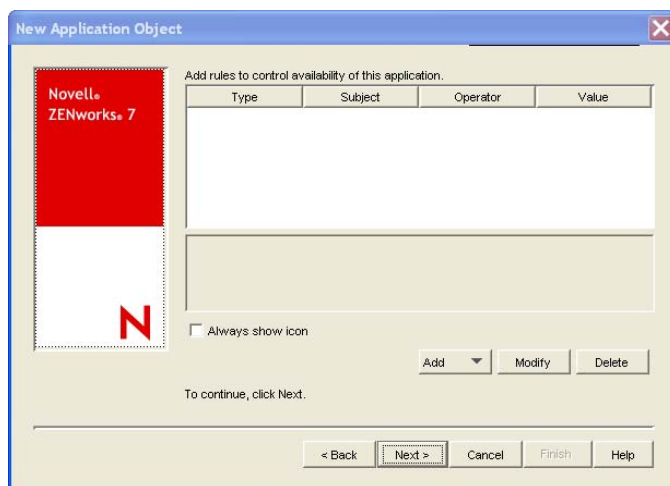 New Application Object
Novell®
ZENworks® 7
Add rules to control availability of this application.
Type Subject Operator Value
N
Always show icon
Add Modify Delete
To continue, click Next.
< Back Next > Cancel Finish Help